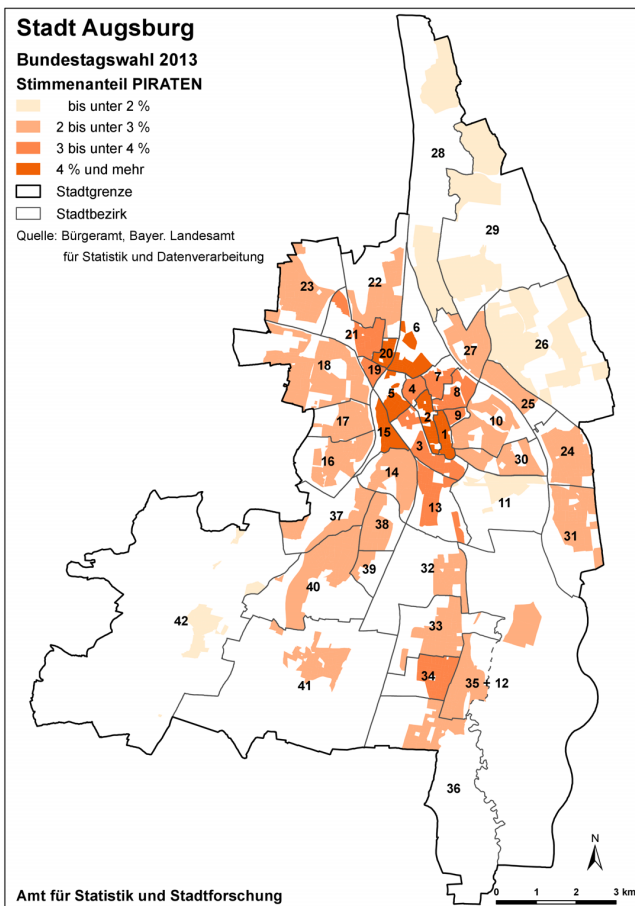 Stadt Augsburg
Bundestagswahl 2013
Stimmenanteil PIRATEN
bis unter 2 %
2 bis unter 3 %
3 bis unter 4 %
4 % und mehr
Stadtgrenze
Stadtbezirk
Quelle: Bürgeramt, Bayer. Landesamt
für Statistik und Datenverarbeitung
28
29
23
22
21
6
20
27
26
18
19
7
5
4
8
25
2
9
10
17
15
1
3
24
16
14
30
11
13
31
37
38
32
39
40
42
33
34
41
35 + 12
36
N
Amt für Statistik und Stadtforschung
0 1 2 3 km